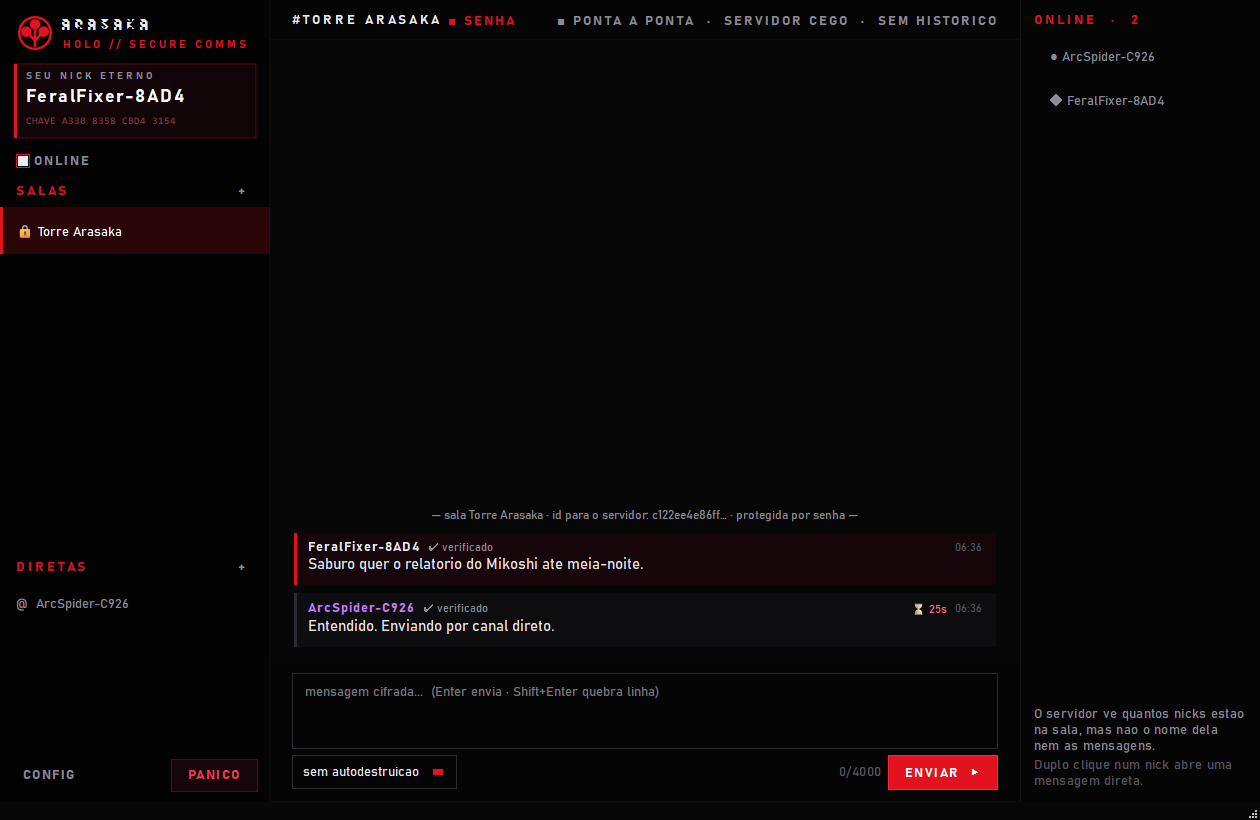 arasaka
HOLO // SECURE COMMS
SEU NICK ETERNO
FeralFixer-8AD4
CHAVE A330 8358 CBD4 3154
ONLINE
SALAS +
Torre Arasaka
DIRETAS +
@ ArcSpider-C926
CONFIG
PANICO
#TORRE ARASAKA ■ SENHA
■ PONTA A PONTA · SERVIDOR CEGO · SEM HISTORICO
— sala Torre Arasaka · id para o servidor: c122ee4e86ff… · protegida por senha —
FeralFixer-8AD4 ✓ verificado 06:36
Saburo quer o relatorio do Mikoshi ate meia-noite.
ArcSpider-C926 ✓ verificado ⏳ 25s 06:36
Entendido. Enviando por canal direto.
mensagem cifrada… (Enter envia · Shift+Enter quebra linha)
sem autodestruicao
0/4000
ENVIAR ►
ONLINE · 2
● ArcSpider-C926
◆ FeralFixer-8AD4
O servidor ve quantos nicks estao
na sala, mas nao o nome dela
nem as mensagens.
Duplo clique num nick abre uma
mensagem direta.